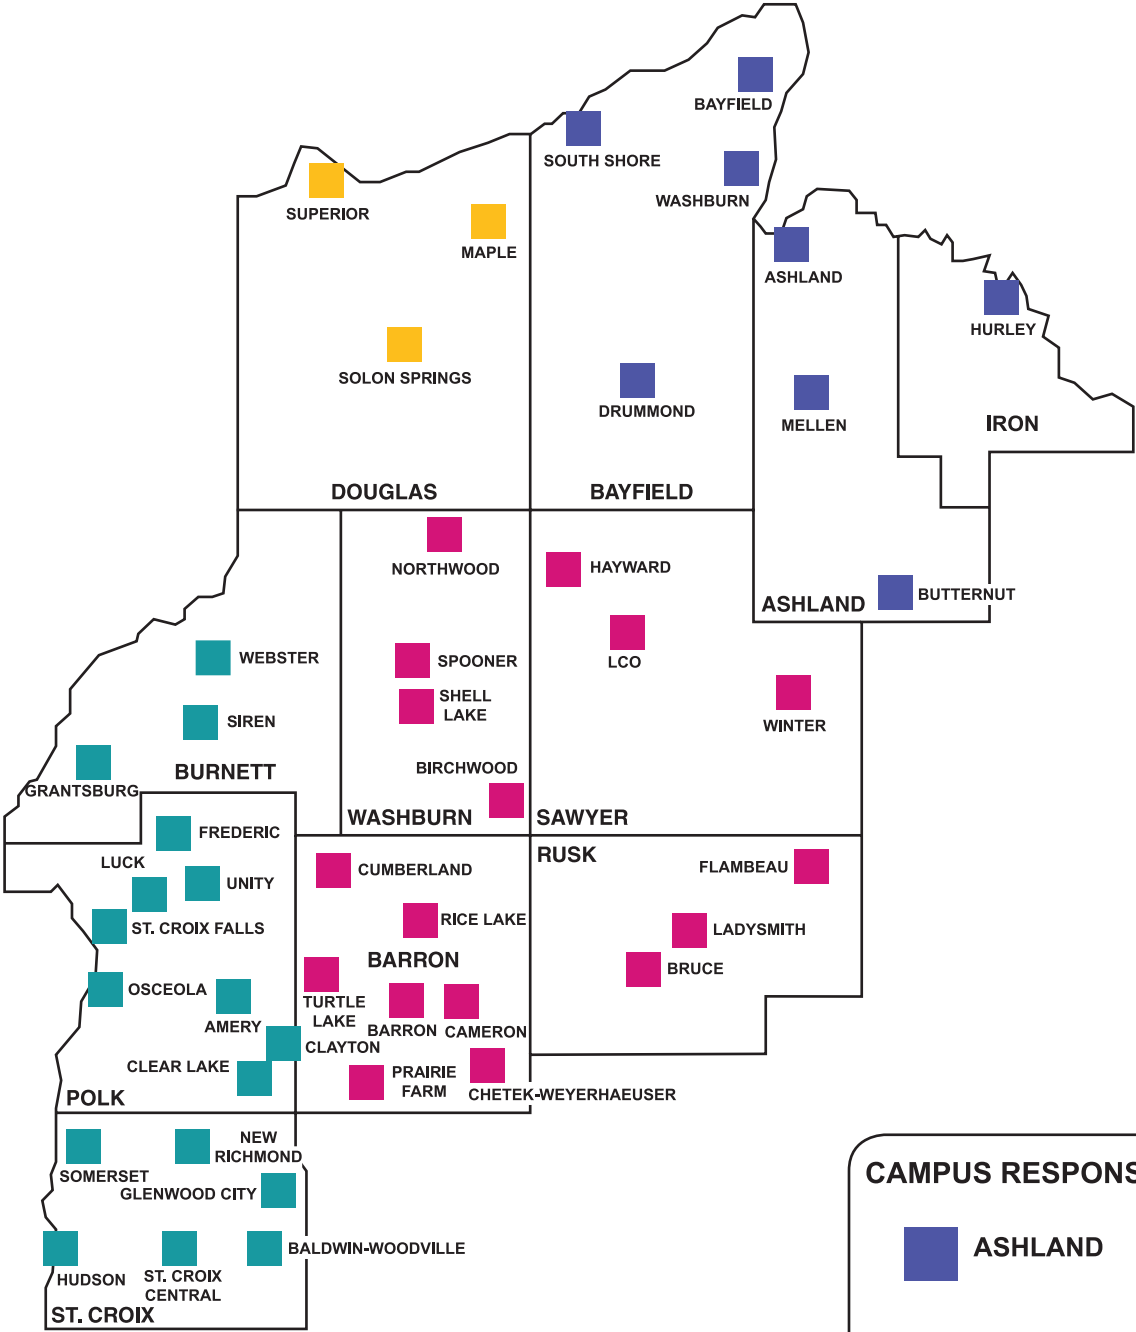 BAYFIELD
SOUTH SHORE
WASHBURN
SUPERIOR
MAPLE
ASHLAND
HURLEY
SOLON SPRINGS
DRUMMOND
MELLEN
IRON
DOUGLAS
BAYFIELD
NORTHWOOD
HAYWARD
ASHLAND
BUTTERNUT
WEBSTER
SPOONER
LCO
SHELL
LAKE
SIREN
WINTER
BURNETT
BIRCHWOOD
GRANTSBURG
WASHBURN
SAWYER
FREDERIC
RUSK
LUCK
CUMBERLAND
FLAMBEAU
UNITY
ST. CROIX FALLS
RICE LAKE
LADYSMITH
BARRON
BRUCE
OSCEOLA
TURTLE
LAKE
AMERY
BARRON
CAMERON
CLAYTON
CLEAR LAKE
PRAIRIE
FARM
CHETEK-WEYERHAEUSER
POLK
NEW
RICHMOND
SOMERSET
GLENWOOD CITY
BALDWIN-WOODVILLE
HUDSON
ST. CROIX
CENTRAL
ST. CROIX
CAMPUS RESPONS
ASHLAND